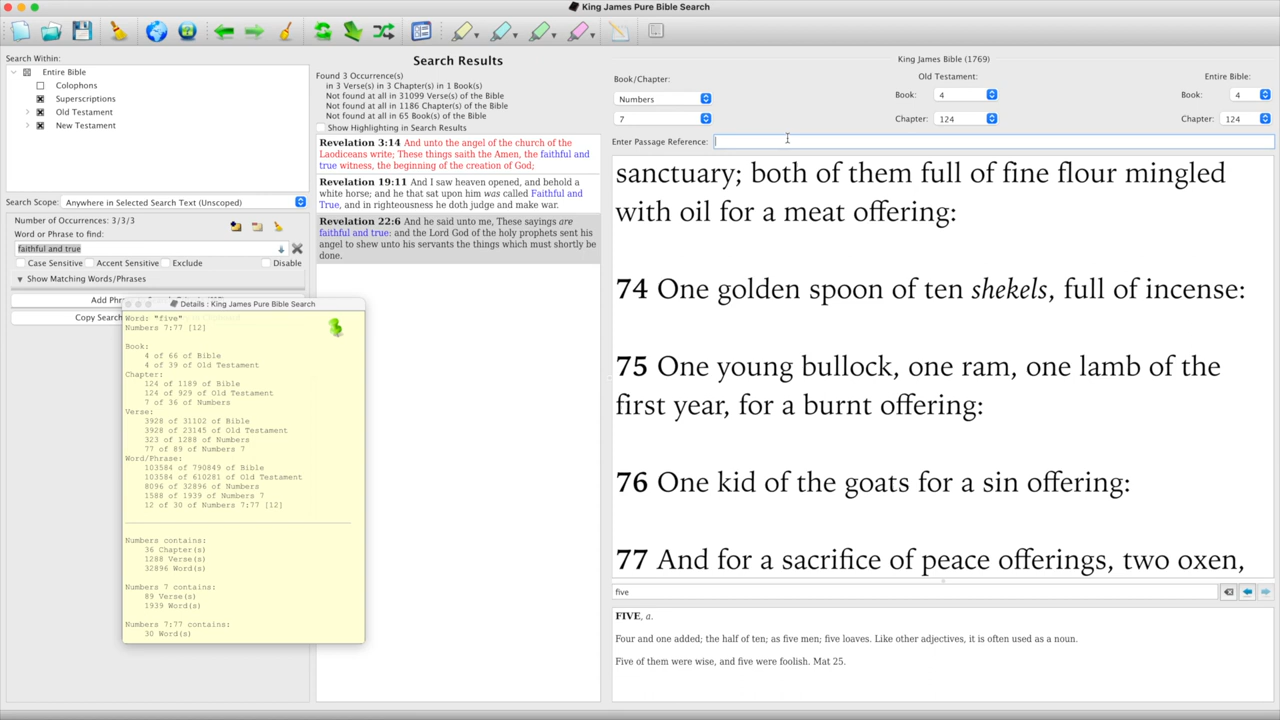 King James Pure Bible Search
Search Within:
Entire Bible
Colophons
Superscriptions
Old Testament
New Testament
Search Scope: Anywhere in Selected Search Text (Unscoped)
Number of Occurrences: 3/3/3
Word or Phrase to find:
faithful and true
Case Sensitive Accent Sensitive Exclude Disable
Show Matching Words/Phrases
Add Phr
Copy Search
Details : King James Pure Bible Search
Word: "five"
Numbers 7:77 [12]
Book:
4 of 66 of Bible
4 of 39 of Old Testament
Chapter:
124 of 1189 of Bible
124 of 929 of Old Testament
7 of 36 of Numbers
Verse:
3928 of 31102 of Bible
3928 of 23145 of Old Testament
323 of 1288 of Numbers
77 of 89 of Numbers 7
Word/Phrase:
103584 of 790849 of Bible
103584 of 610281 of Old Testament
8096 of 32896 of Numbers
1588 of 1939 of Numbers 7
12 of 30 of Numbers 7:77 [12]
Numbers contains:
36 Chapter(s)
1288 Verse(s)
32896 Word(s)
Numbers 7 contains:
89 Verse(s)
1939 Word(s)
Numbers 7:77 contains:
30 Word(s)
Search Results
Found 3 Occurrence(s)
in 3 Verse(s) in 3 Chapter(s) in 1 Book(s)
Not found at all in 31099 Verse(s) of the Bible
Not found at all in 1186 Chapter(s) of the Bible
Not found at all in 65 Book(s) of the Bible
Show Highlighting in Search Results
Revelation 3:14 And unto the angel of the church of the
Laodiceans write; These things saith the Amen, the faithful and
true witness, the beginning of the creation of God;
Revelation 19:11 And I saw heaven opened, and behold a
white horse; and he that sat upon him was called Faithful and
True, and in righteousness he doth judge and make war.
Revelation 22:6 And he said unto me, These sayings are
faithful and true: and the Lord God of the holy prophets sent his
angel to shew unto his servants the things which must shortly be
done.
King James Bible (1769)
Book/Chapter:
Numbers
7
Old Testament:
Book: 4
Chapter: 124
Entire Bible:
Book: 4
Chapter: 124
Enter Passage Reference:
sanctuary; both of them full of fine flour mingled
with oil for a meat offering:
74 One golden spoon of ten shekels, full of incense:
75 One young bullock, one ram, one lamb of the
first year, for a burnt offering:
76 One kid of the goats for a sin offering:
77 And for a sacrifice of peace offerings, two oxen,
five
FIVE, a.
Four and one added; the half of ten; as five men; five loaves. Like other adjectives, it is often used as a noun.
Five of them were wise, and five were foolish. Mat 25.